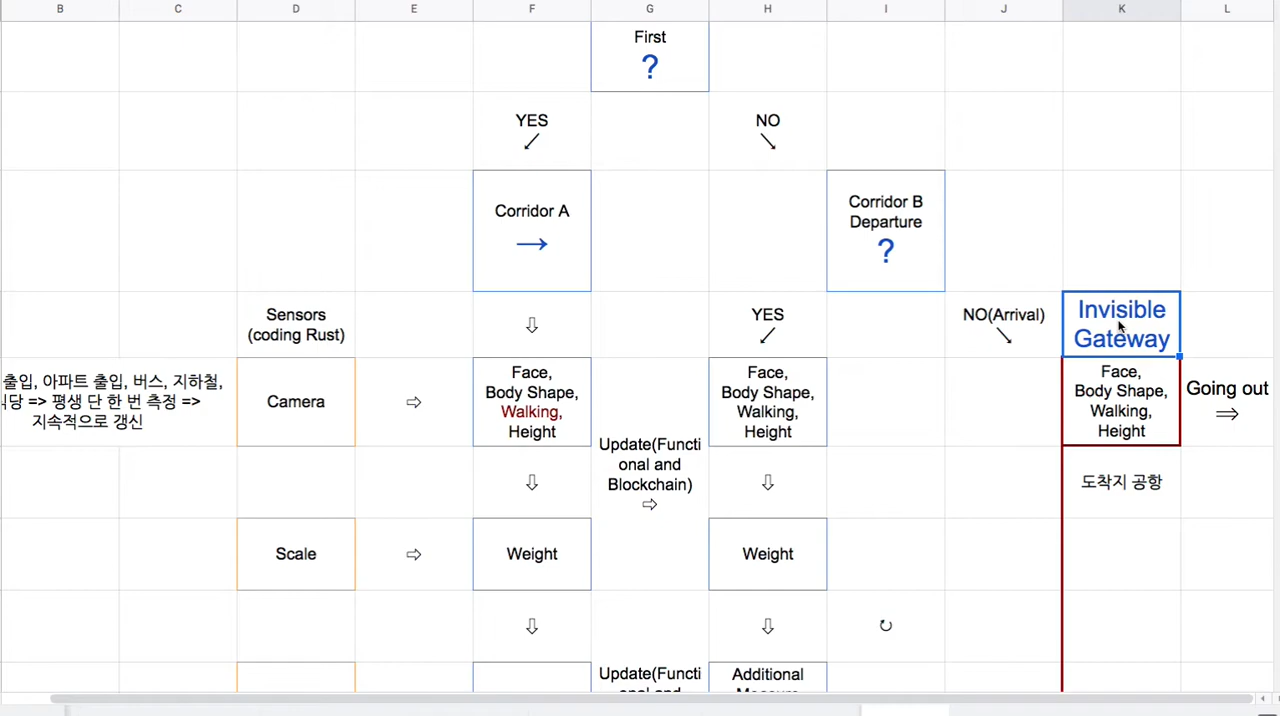 B C D E F G H I J K L
First
?
YES
↙
NO
↘
Corridor A
→
Corridor B
Departure
?
Sensors
(coding Rust)
⇩
YES
↙
NO(Arrival)
↘
Invisible
Gateway
출입, 아파트 출입, 버스, 지하철,
식당 => 평생 단 한 번 측정 =>
지속적으로 갱신
Camera
⇨
Face,
Body Shape,
Walking,
Height
Face,
Body Shape,
Walking,
Height
Face,
Body Shape,
Walking,
Height
Going out
⇒
Update(Functi
onal and
Blockchain)
⇨
⇩
⇩
도착지 공항
Scale
⇨
Weight
Weight
⇩
⇩
↻
Update(Functi
onal and
Additional